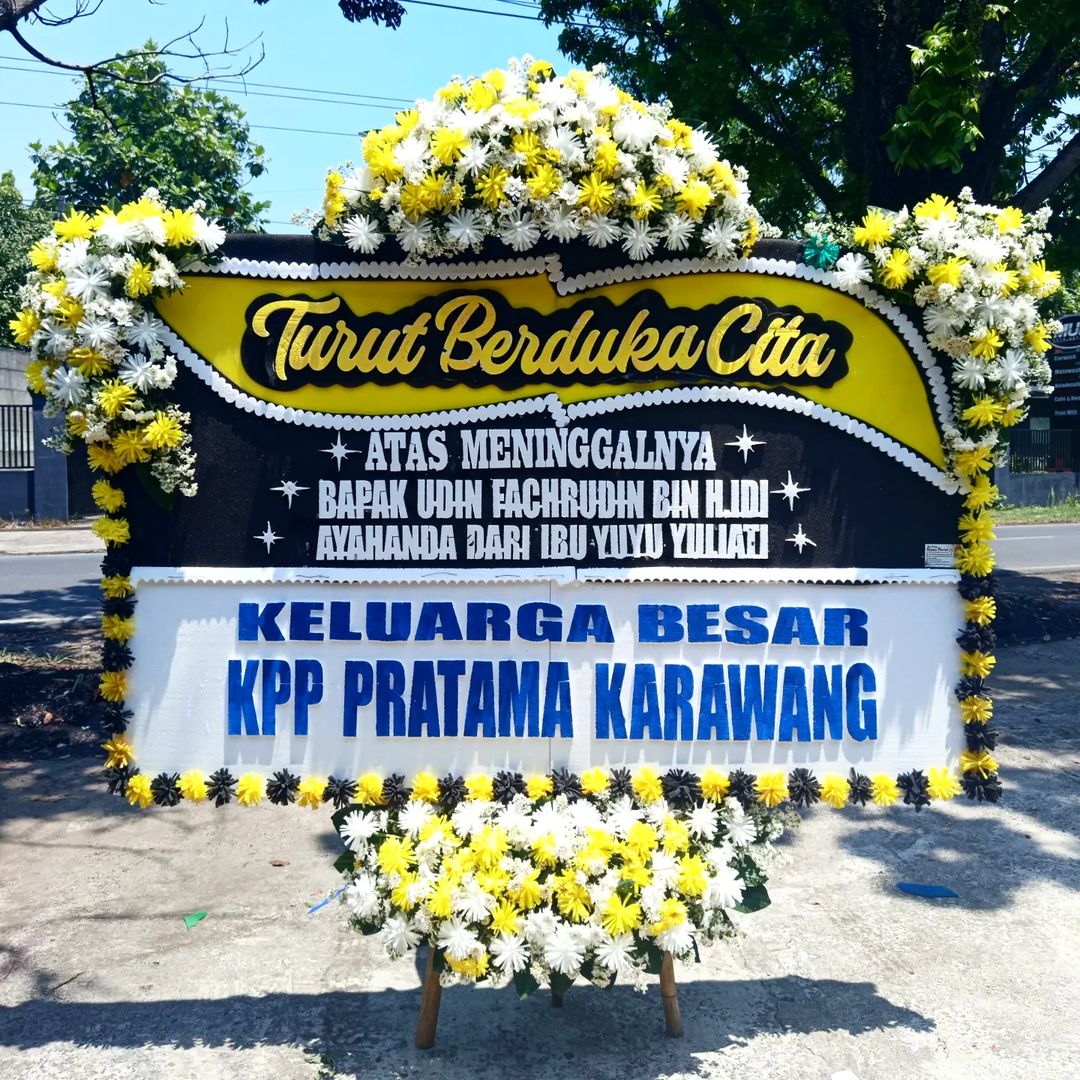 Turut Berduka Cita
ATAS MENINGGALNYA
BAPAK UDIN FACHRUDIN BIN H.IDI
AYAHANDA DARI IBU YUYU YULIATI
KELUARGA BESAR
KPP PRATAMA KARAWANG